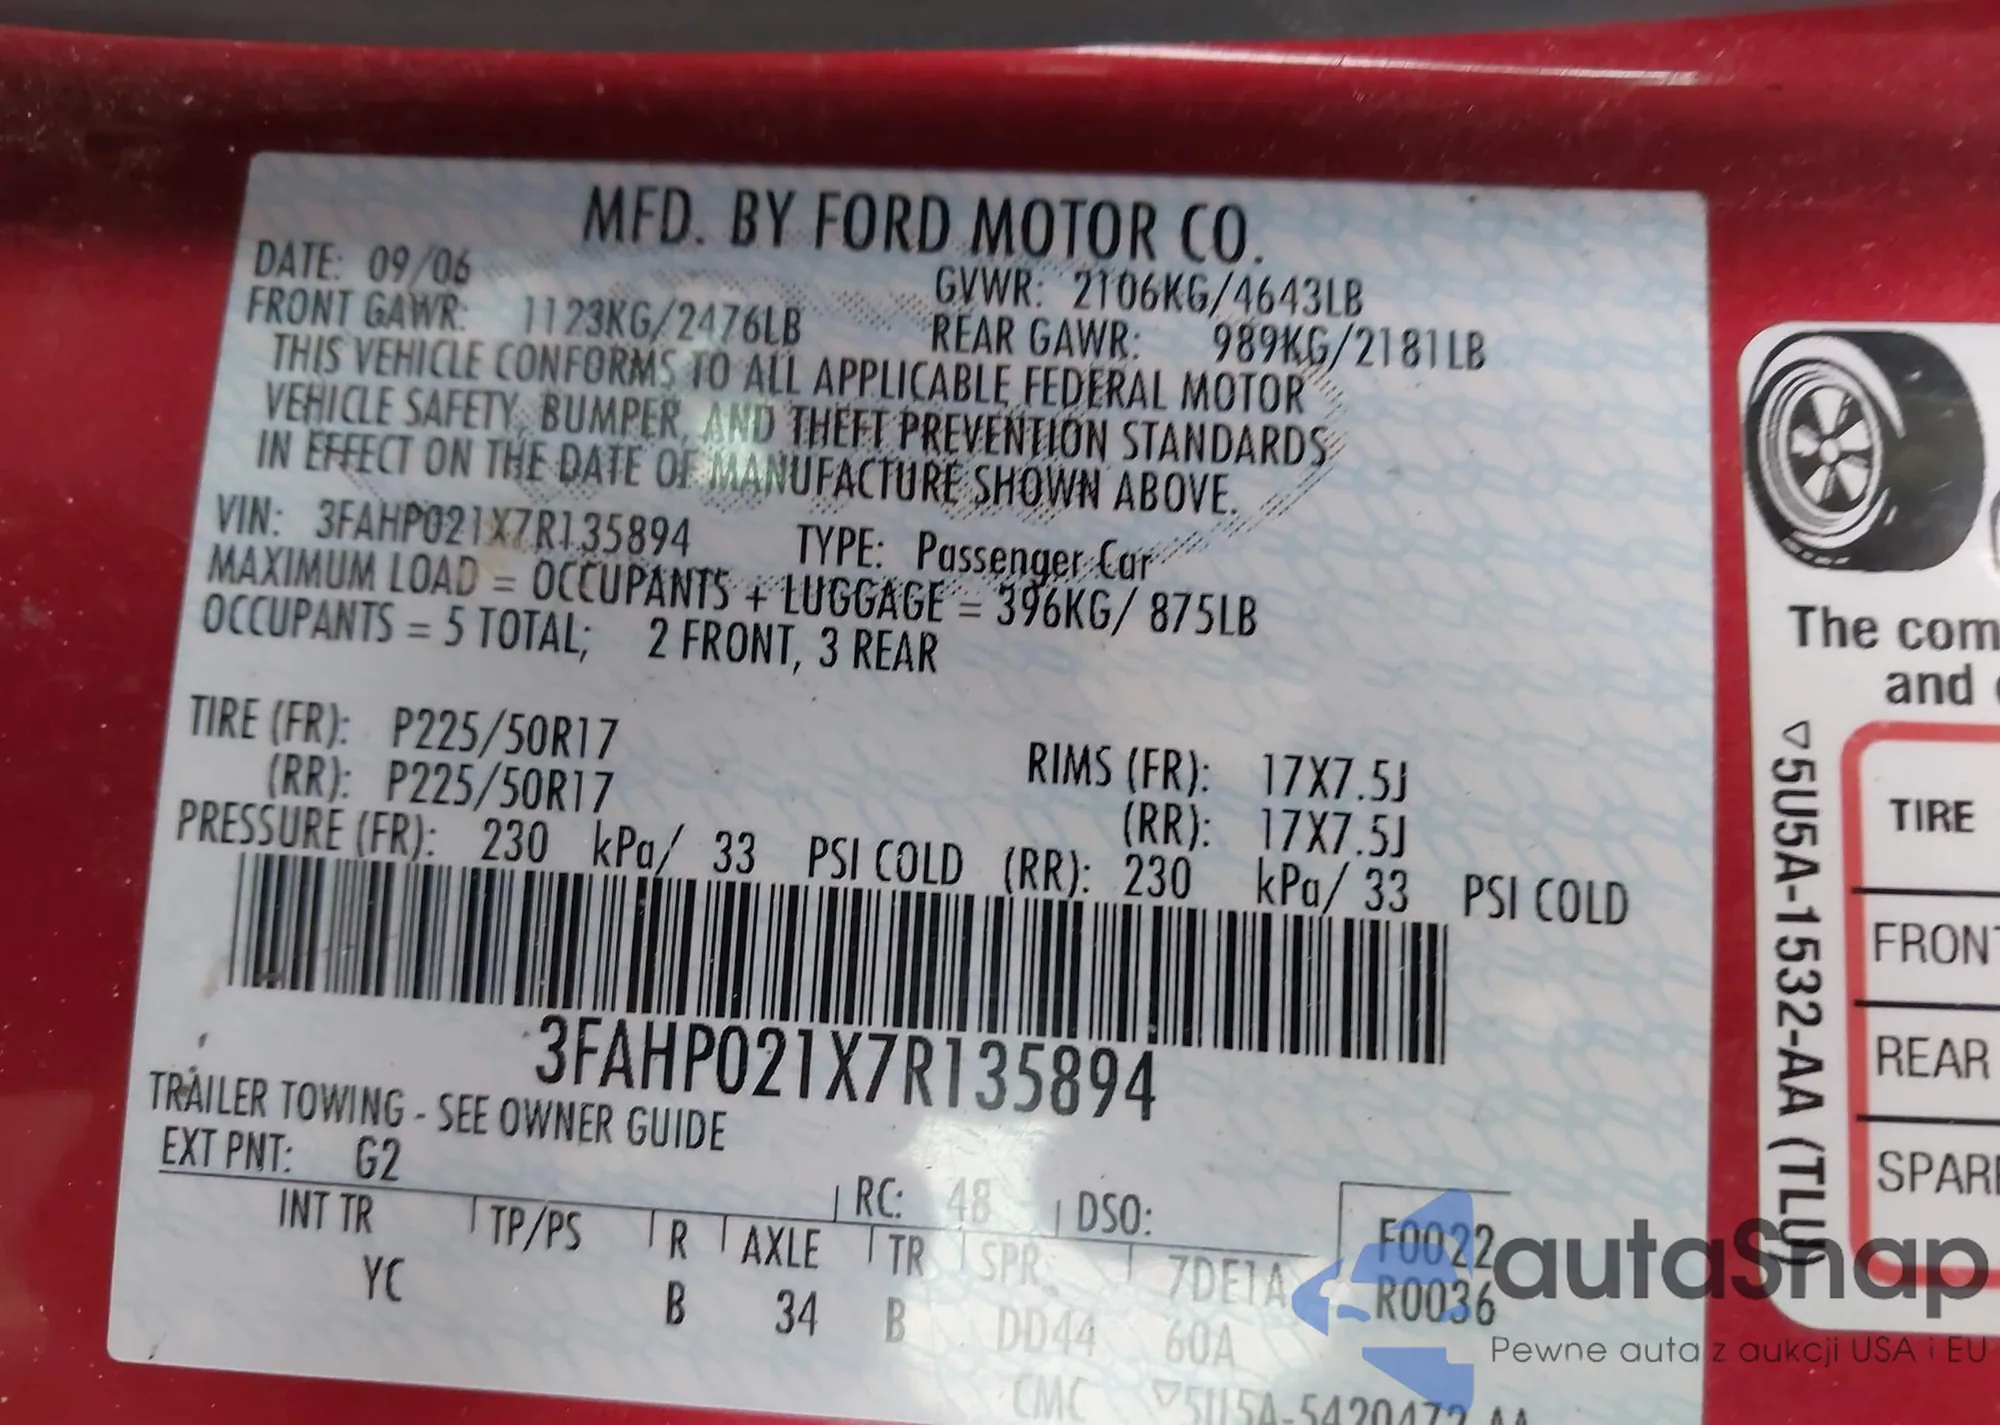 MFD. BY FORD MOTOR CO.
DATE: 09/06 GVWR: 2106KG/4643LB
FRONT GAWR: 1123KG/2476LB REAR GAWR: 989KG/2181LB
THIS VEHICLE CONFORMS TO ALL APPLICABLE FEDERAL MOTOR
VEHICLE SAFETY, BUMPER, AND THEFT PREVENTION STANDARDS
IN EFFECT ON THE DATE OF MANUFACTURE SHOWN ABOVE.
VIN: 3FAHP021X7R135894 TYPE: Passenger Car
MAXIMUM LOAD = OCCUPANTS + LUGGAGE = 396KG/ 875LB
OCCUPANTS = 5 TOTAL; 2 FRONT, 3 REAR
TIRE (FR): P225/50R17 RIMS (FR): 17X7.5J
(RR): P225/50R17 (RR): 17X7.5J
PRESSURE (FR): 230 kPa/ 33 PSI COLD (RR): 230 kPa/ 33 PSI COLD
3FAHP021X7R135894
TRAILER TOWING - SEE OWNER GUIDE
EXT PNT: G2 RC: 48 DSO: F0022
INT TR TP/PS R AXLE TR SPR 7DE1A R0036
YC B 34 B DD44 60A
CMC ▽5U5A-5420472-AA
The com
and
▽5U5A-1532-AA (TLU)
TIRE
FRONT
REAR
SPARE
autaSnap
Pewne auta z aukcji USA i EU